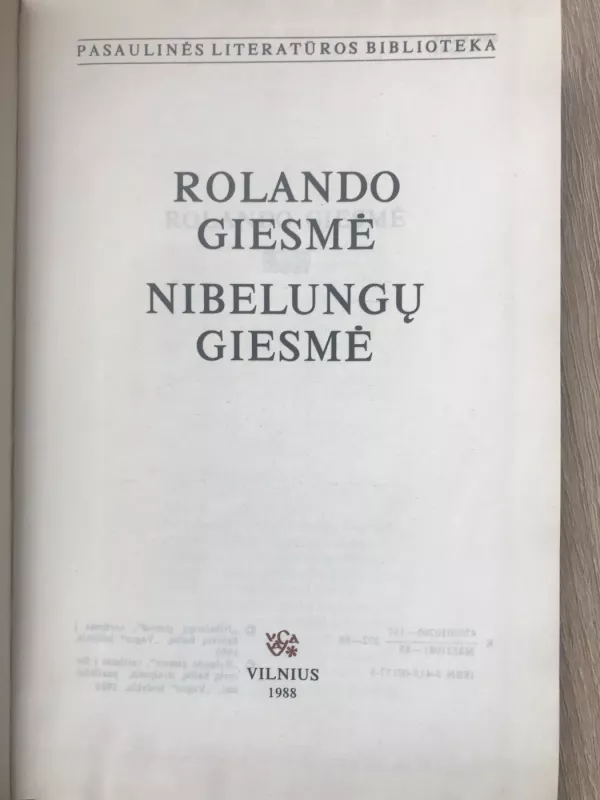 PASAULINĖS LITERATŪROS BIBLIOTEKA
ROLANDO
GIESMĖ
NIBELUNGŲ
GIESMĖ
VILNIUS
1988